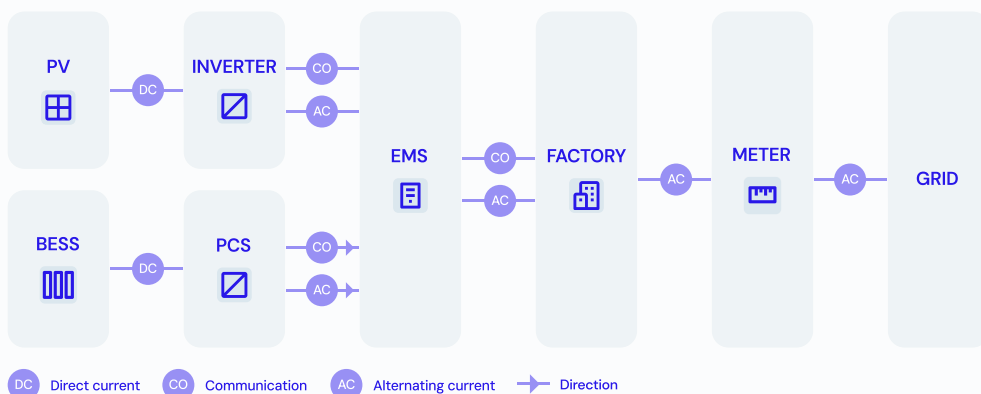 PV
DC
INVERTER
CO
AC
EMS
CO
AC
FACTORY
AC
METER
AC
GRID
BESS
DC
PCS
CO
AC
DC Direct current CO Communication AC Alternating current Direction